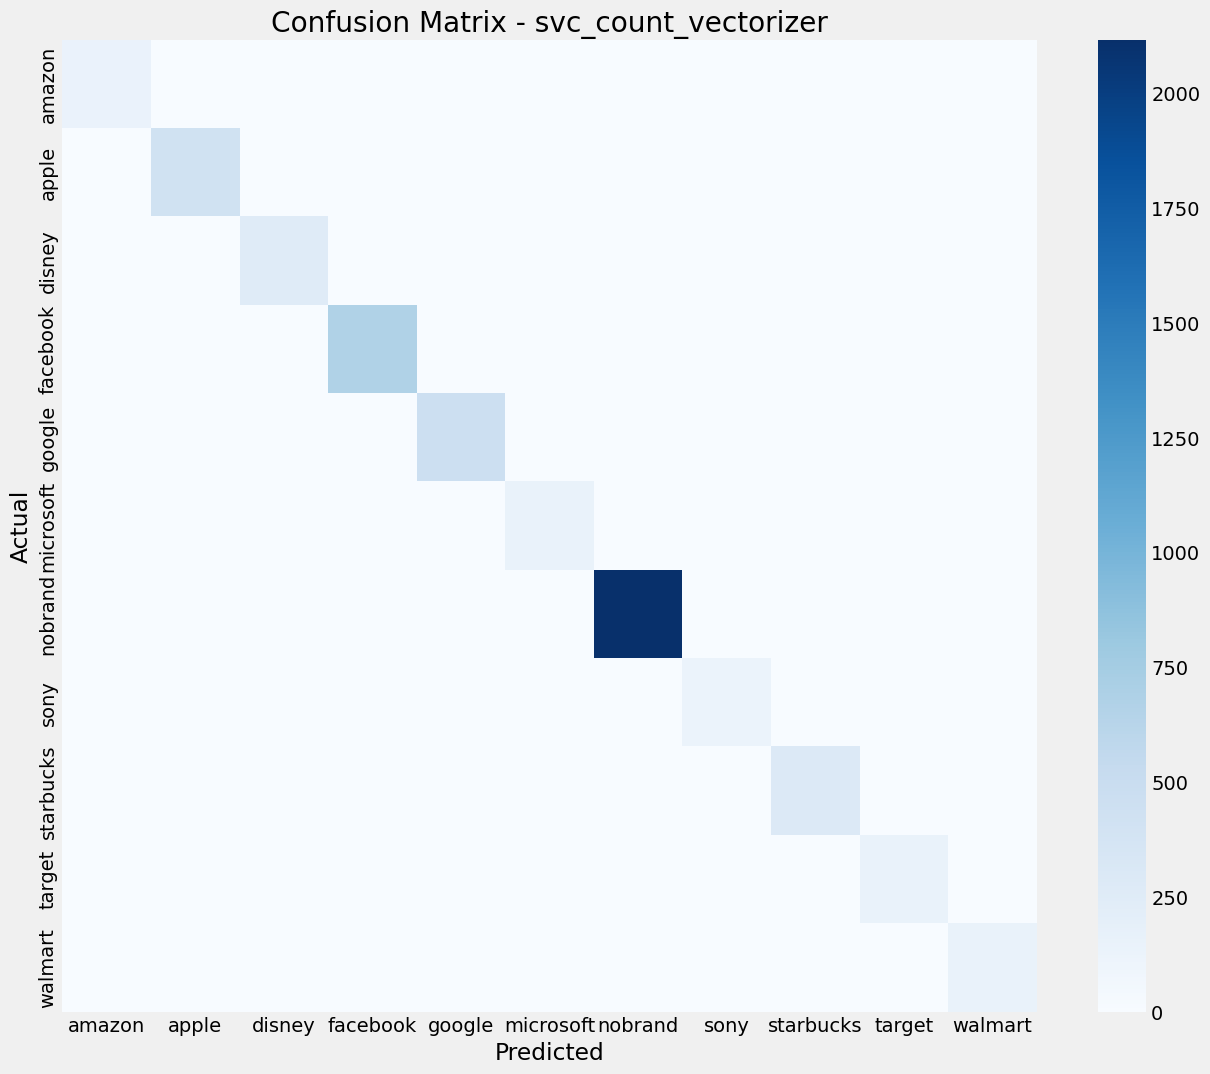 Confusion Matrix - svc_count_vectorizer
Actual
amazon
apple
disney
facebook
google
microsoft
nobrand
sony
starbucks
target
walmart
amazon apple disney facebook google microsoft nobrand sony starbucks target walmart
Predicted
2000
1750
1500
1250
1000
750
500
250
0